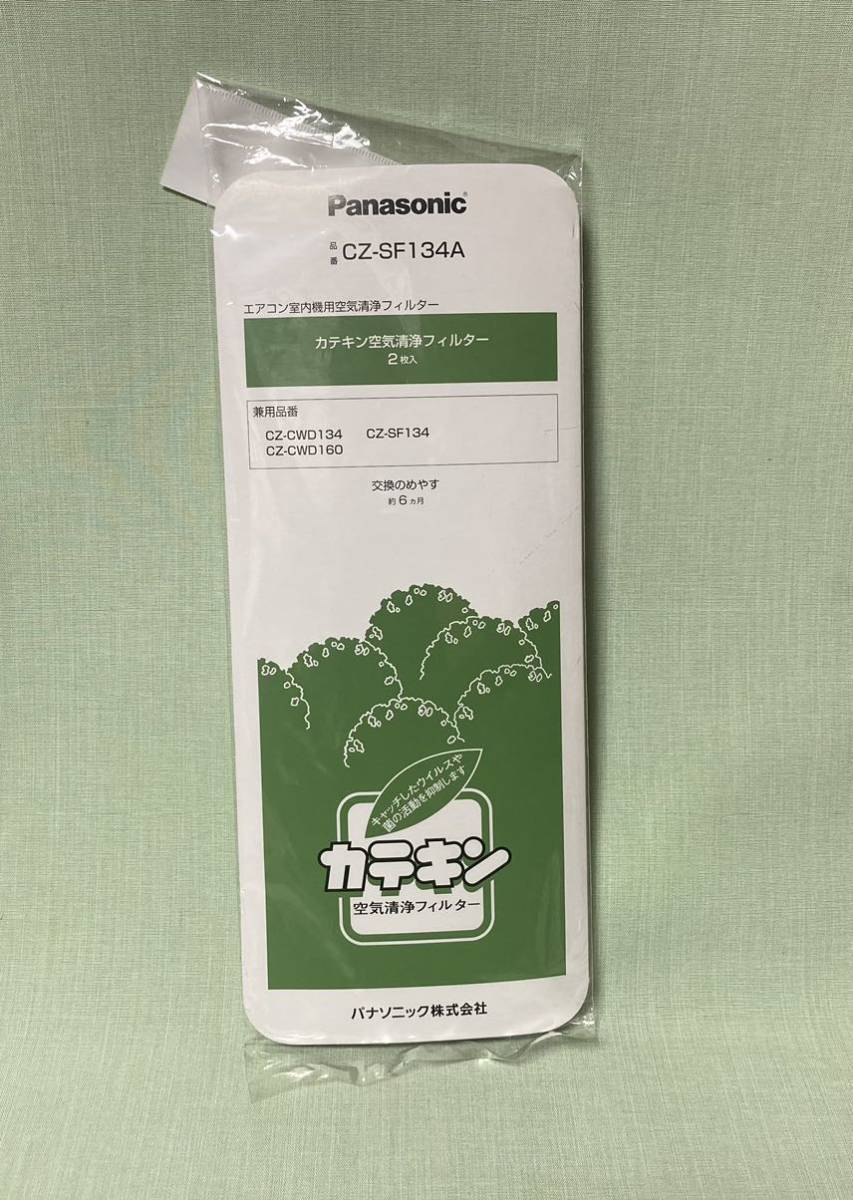 Panasonic®
品番 CZ-SF134A
エアコン室内機用空気清浄フィルター
カテキン空気清浄フィルター
2枚入
兼用品番
CZ-CWD134 CZ-SF134
CZ-CWD160
交換のめやす
約6ヵ月
キャッチしたウイルスや
菌の活動を抑制します
カテキン
空気清浄フィルター
パナソニック株式会社